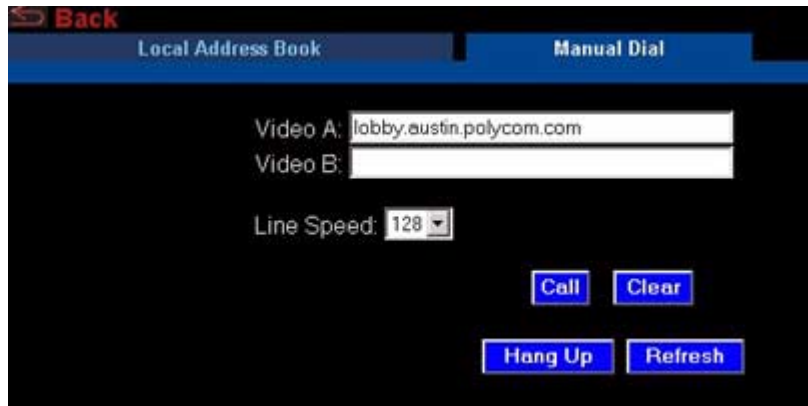 Back
Local Address Book Manual Dial
Video A: lobby.austin.polycom.com
Video B:
Line Speed: 128
Call Clear
Hang Up Refresh